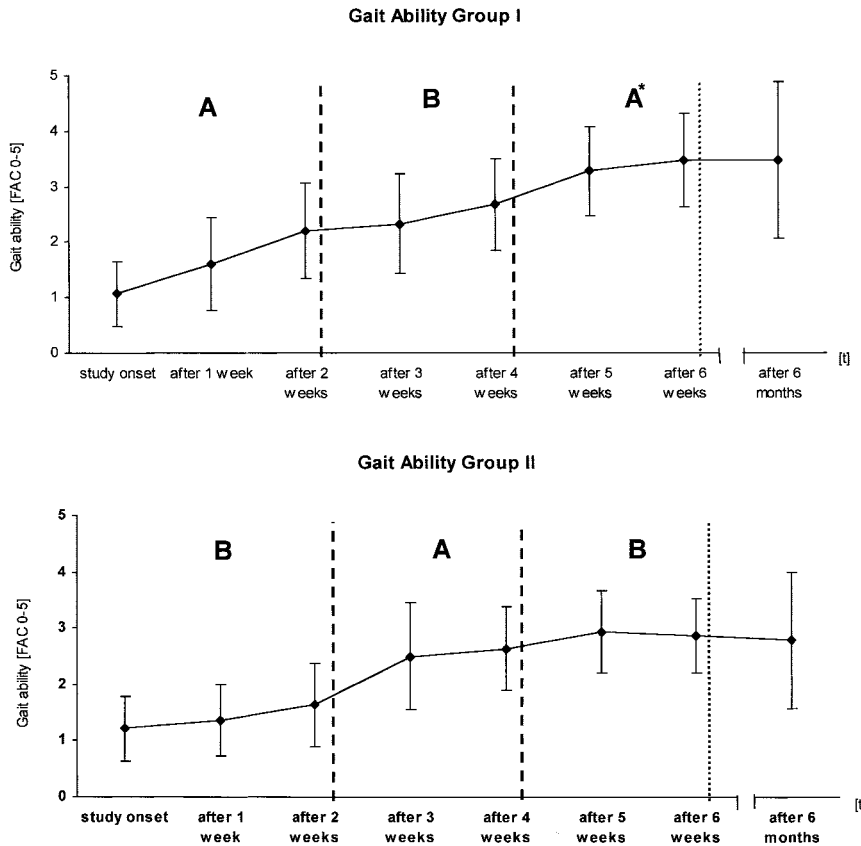 Gait Ability Group I
Gait ability [FAC 0-5]
5
4
3
2
1
0
A
B
A*
study onset
after 1 week
after 2
weeks
after 3
weeks
after 4
weeks
after 5
weeks
after 6
weeks
after 6
months
[t]
Gait Ability Group II
Gait ability [FAC 0-5]
5
4
3
2
1
0
B
A
B
study onset
after 1
week
after 2
weeks
after 3
weeks
after 4
weeks
after 5
weeks
after 6
weeks
after 6
months
[t